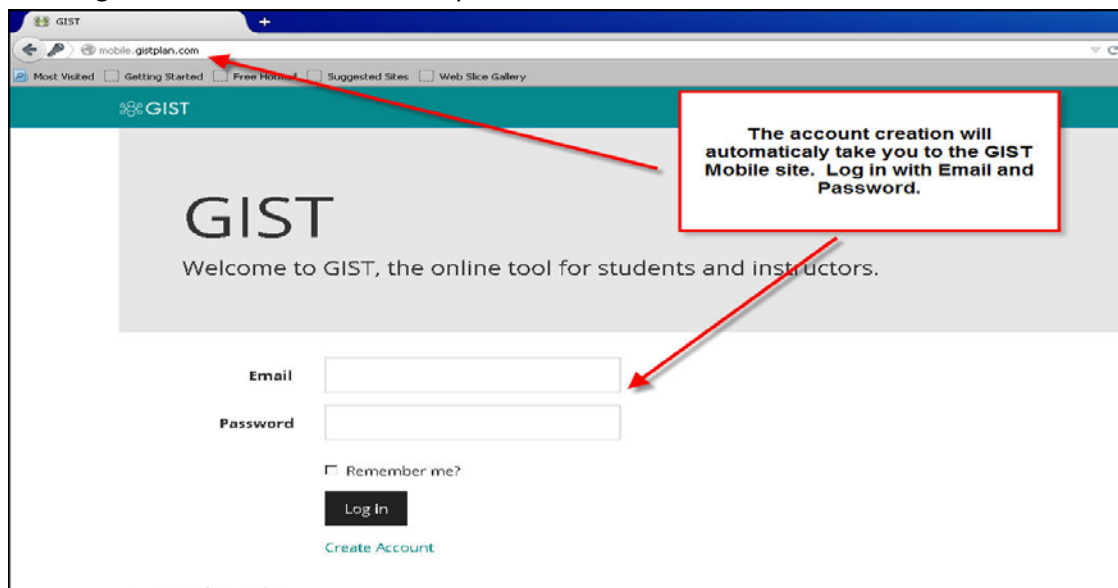 GIST
+
mobile.gistplan.com
Most Visited Getting Started Free Hotmail Suggested Sites Web Slice Gallery
GIST
The account creation will
automaticaly take you to the GIST
Mobile site. Log in with Email and
Password.
GIST
Welcome to GIST, the online tool for students and instructors.
Email
Password
Remember me?
Log in
Create Account